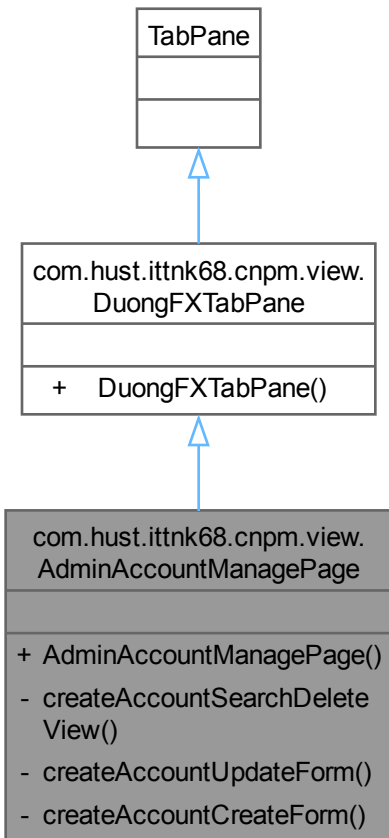 TabPane
com.hust.ittnk68.cnpm.view.
DuongFXTabPane
+ DuongFXTabPane()
com.hust.ittnk68.cnpm.view.
AdminAccountManagePage
+ AdminAccountManagePage()
- createAccountSearchDelete
View()
- createAccountUpdateForm()
- createAccountCreateForm()